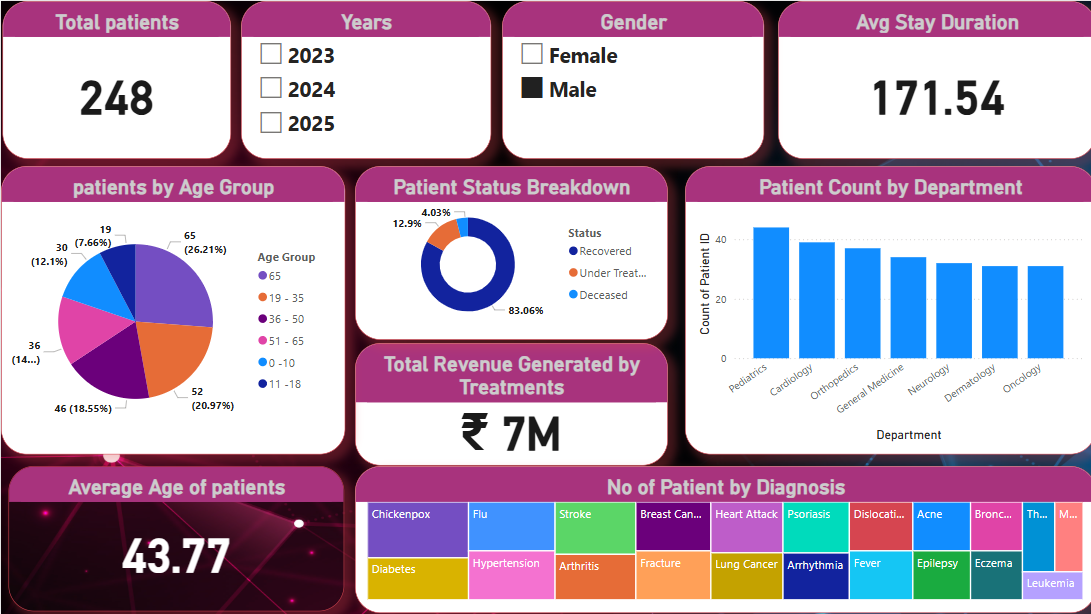 Total patients
248
Years
2023
2024
2025
Gender
Female
Male
Avg Stay Duration
171.54
patients by Age Group
19
(7.66%)
65
(26.21%)
30
(12.1%)
36
(14...)
46 (18.55%)
52
(20.97%)
Age Group
65
19 - 35
36 - 50
51 - 65
0 -10
11 -18
Patient Status Breakdown
4.03%
12.9%
83.06%
Status
Recovered
Under Treat...
Deceased
Total Revenue Generated by
Treatments
₹ 7M
Patient Count by Department
Count of Patient ID
40
20
0
Pediatrics
Cardiology
Orthopedics
General Medicine
Neurology
Dermatology
Oncology
Department
Average Age of patients
43.77
No of Patient by Diagnosis
Chickenpox
Diabetes
Flu
Hypertension
Stroke
Arthritis
Breast Can...
Fracture
Heart Attack
Lung Cancer
Psoriasis
Arrhythmia
Dislocati...
Fever
Acne
Epilepsy
Bronc...
Eczema
Th...
M...
Leukemia